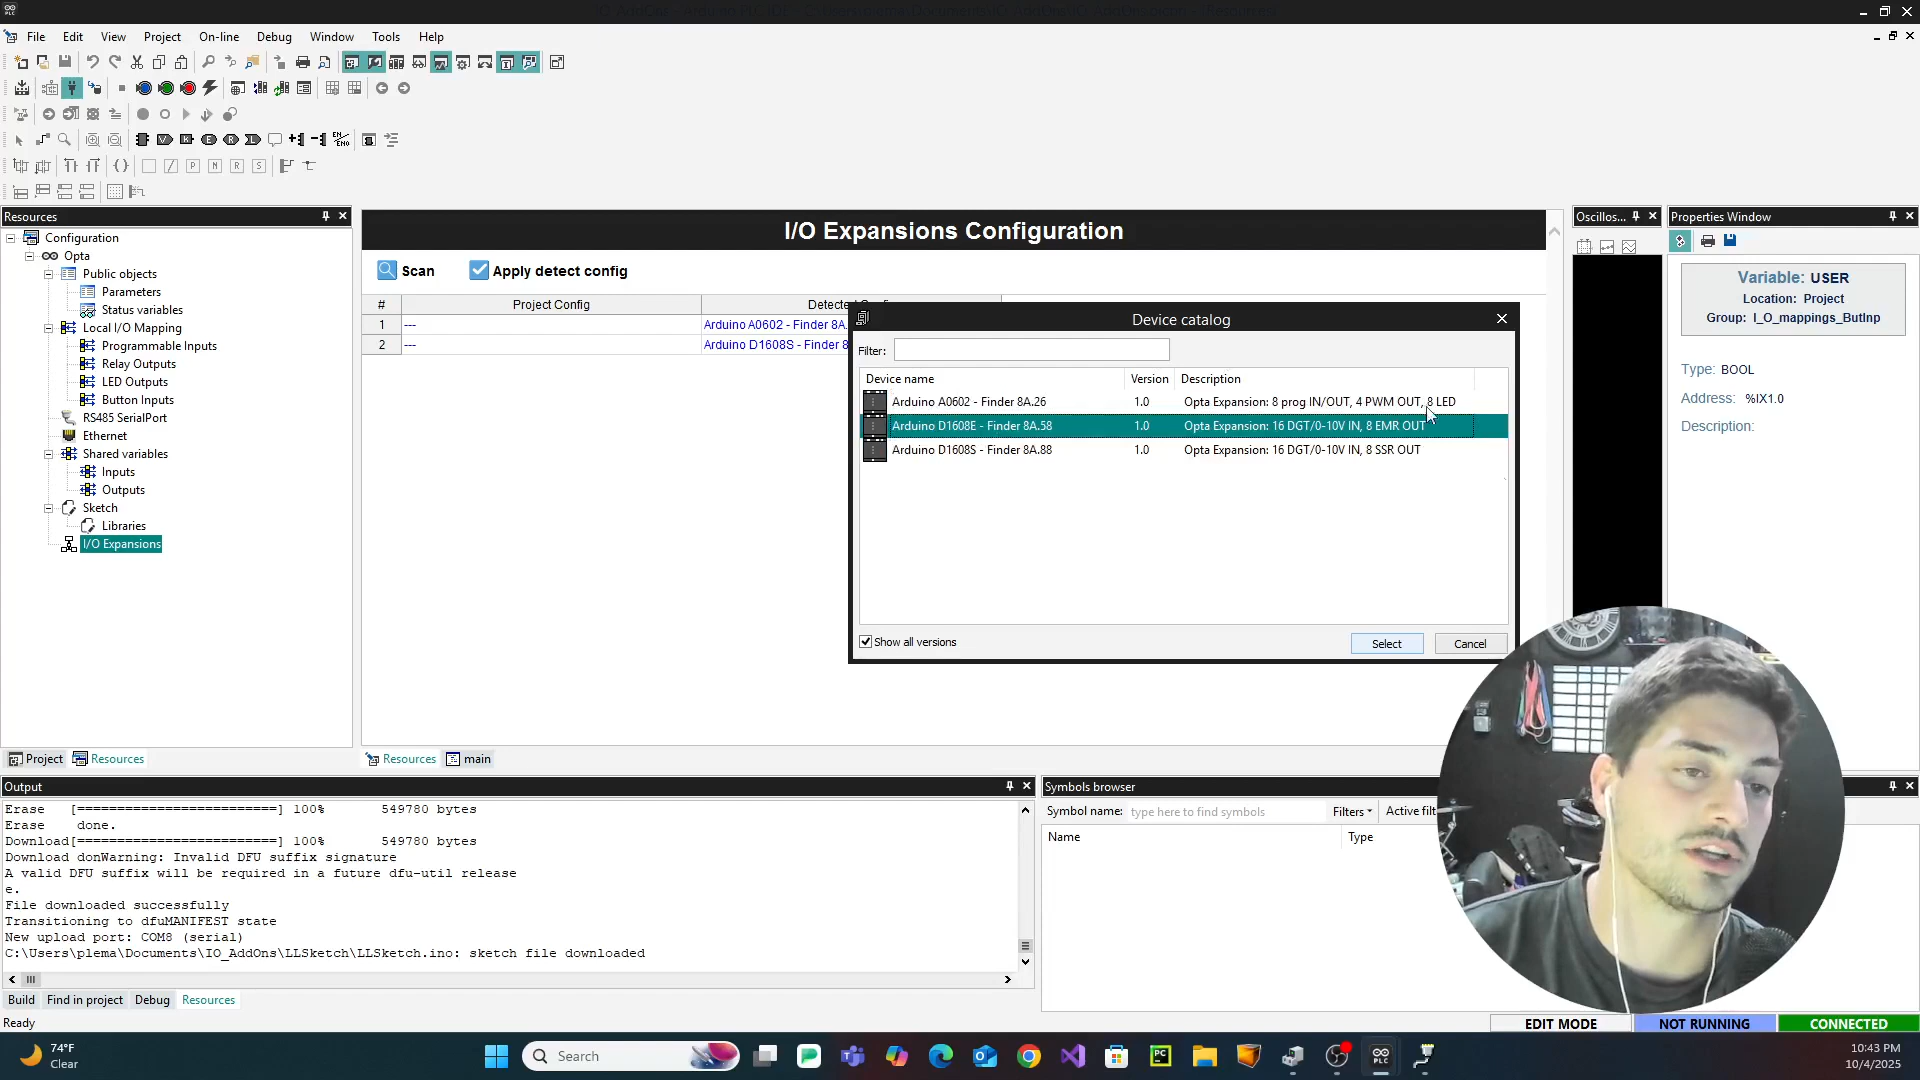 File Edit View Project On-line Debug Window Tools Help
Resources
Configuration
Opta
Public objects
Parameters
Status variables
Local I/O Mapping
Programmable Inputs
Relay Outputs
LED Outputs
Button Inputs
RS485 SerialPort
Ethernet
Shared variables
Inputs
Outputs
Sketch
Libraries
I/O Expansions
Project Resources
I/O Expansions Configuration
Scan Apply detect config
# Project Config
1 --- Arduino A0602 - Finder 8A.
2 --- Arduino D1608S - Finder 8
Resources main
Device catalog
Filter:
Device name Version Description
Arduino A0602 - Finder 8A.26 1.0 Opta Expansion: 8 prog IN/OUT, 4 PWM OUT, 8 LED
Arduino D1608E - Finder 8A.58 1.0 Opta Expansion: 16 DGT/0-10V IN, 8 EMR OUT
Arduino D1608S - Finder 8A.88 1.0 Opta Expansion: 16 DGT/0-10V IN, 8 SSR OUT
Show all versions Select Cancel
Oscillos...
Properties Window
Variable: USER
Location: Project
Group: I_O_mappings_ButInp
Type: BOOL
Address: %IX1.0
Description:
Output
Erase [=========================] 100% 549780 bytes
Erase done.
Download[=========================] 100% 549780 bytes
Download donWarning: Invalid DFU suffix signature
A valid DFU suffix will be required in a future dfu-util release
e.
File downloaded successfully
Transitioning to dfuMANIFEST state
New upload port: COM8 (serial)
C:\Users\plema\Documents\IO_AddOns\LLSketch\LLSketch.ino: sketch file downloaded
Build Find in project Debug Resources
Symbols browser
Symbol name: type here to find symbols Filters Active filt
Name Type
Ready EDIT MODE NOT RUNNING CONNECTED
74°F
Clear
Search
10:43 PM
10/4/2025